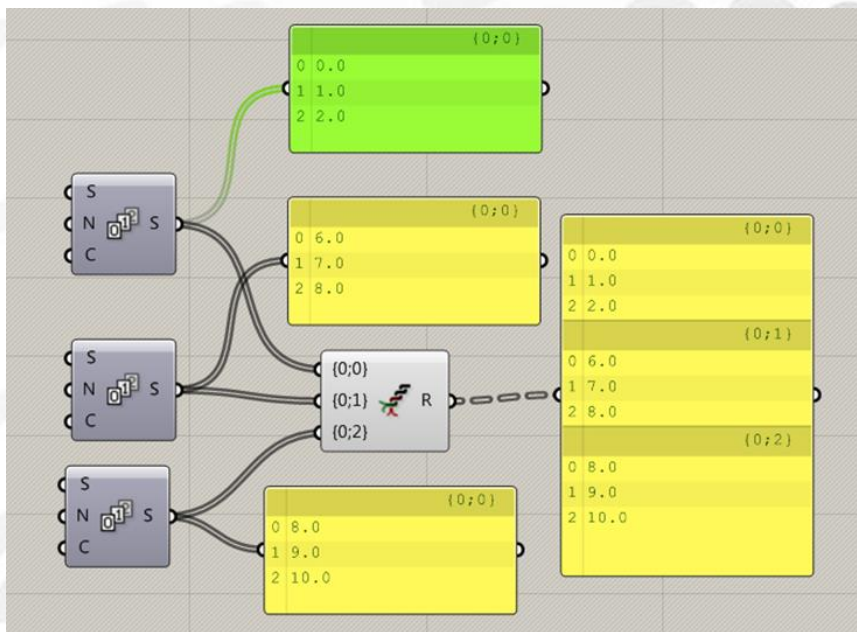 {0;0}
0 0.0
1 1.0
2 2.0
S
N S
C
{0;0}
0 6.0
1 7.0
2 8.0
S
N S
C
{0;0}
{0;1} R
{0;2}
S
N S
C
{0;0}
0 8.0
1 9.0
2 10.0
{0;0}
0 0.0
1 1.0
2 2.0
{0;1}
0 6.0
1 7.0
2 8.0
{0;2}
0 8.0
1 9.0
2 10.0